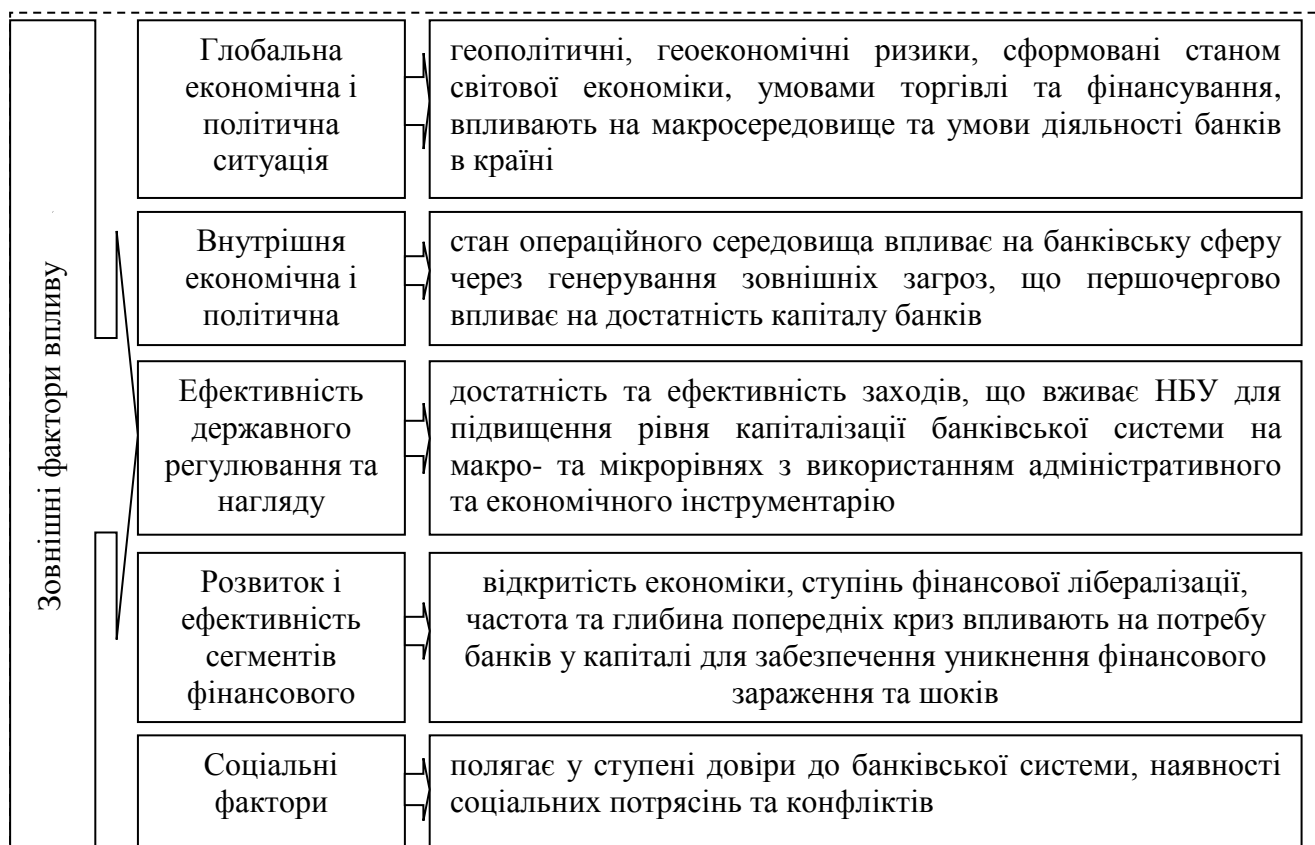 Зовнішні фактори впливу
Глобальна
економічна і
політична
ситуація
геополітичні, геоекономічні ризики, сформовані станом
світової економіки, умовами торгівлі та фінансування,
впливають на макросередовище та умови діяльності банків
в країні
Внутрішня
економічна і
політична
стан операційного середовища впливає на банківську сферу
через генерування зовнішніх загроз, що першочергово
впливає на достатність капіталу банків
Ефективність
державного
регулювання та
нагляду
достатність та ефективність заходів, що вживає НБУ для
підвищення рівня капіталізації банківської системи на
макро- та мікрорівнях з використанням адміністративного
та економічного інструментарію
Розвиток і
ефективність
сегментів
фінансового
відкритість економіки, ступінь фінансової лібералізації,
частота та глибина попередніх криз впливають на потребу
банків у капіталі для забезпечення уникнення фінансового
зараження та шоків
Соціальні
фактори
полягає у ступені довіри до банківської системи, наявності
соціальних потрясінь та конфліктів